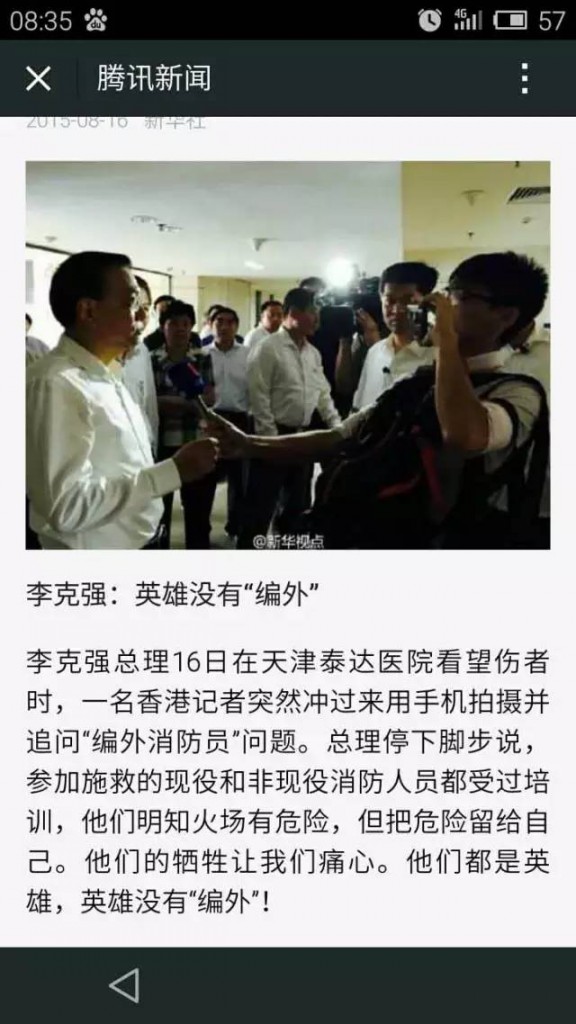 08:35
4G
57
腾讯新闻
2015-08-16 新华社
@新华视点
李克强：英雄没有“编外”
李克强总理16日在天津泰达医院看望伤者
时，一名香港记者突然冲过来用手机拍摄并
追问“编外消防员”问题。总理停下脚步说，
参加施救的现役和非现役消防人员都受过培
训，他们明知火场有危险，但把危险留给自
己。他们的牺牲让我们痛心。他们都是英
雄，英雄没有“编外”！